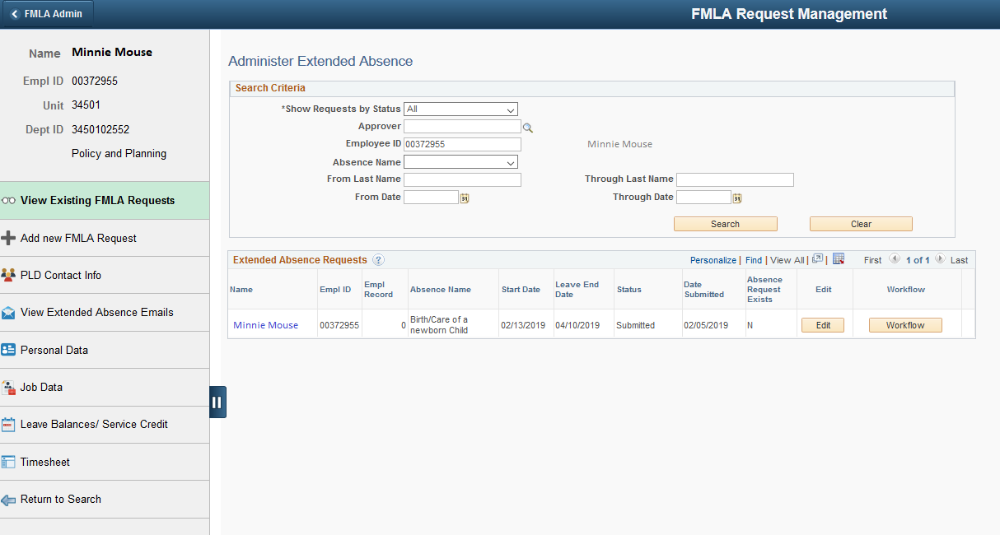 FMLA Admin
FMLA Request Management
Name Minnie Mouse
Empl ID 00372955
Unit 34501
Dept ID 3450102552
Policy and Planning
View Existing FMLA Requests
Add new FMLA Request
PLD Contact Info
View Extended Absence Emails
Personal Data
Job Data
Leave Balances/ Service Credit
Timesheet
Return to Search
Administer Extended Absence
Search Criteria
*Show Requests by Status All
Approver
Employee ID 00372955 Minnie Mouse
Absence Name
From Last Name Through Last Name
From Date 31 Through Date 31
Search Clear
Extended Absence Requests ? Personalize | Find | View All | | First 1 of 1 Last
Name Empl ID Empl Record Absence Name Start Date Leave End Date Status Date Submitted Absence Request Exists Edit Workflow
Minnie Mouse 00372955 0 Birth/Care of a newborn Child 02/13/2019 04/10/2019 Submitted 02/05/2019 N Edit Workflow